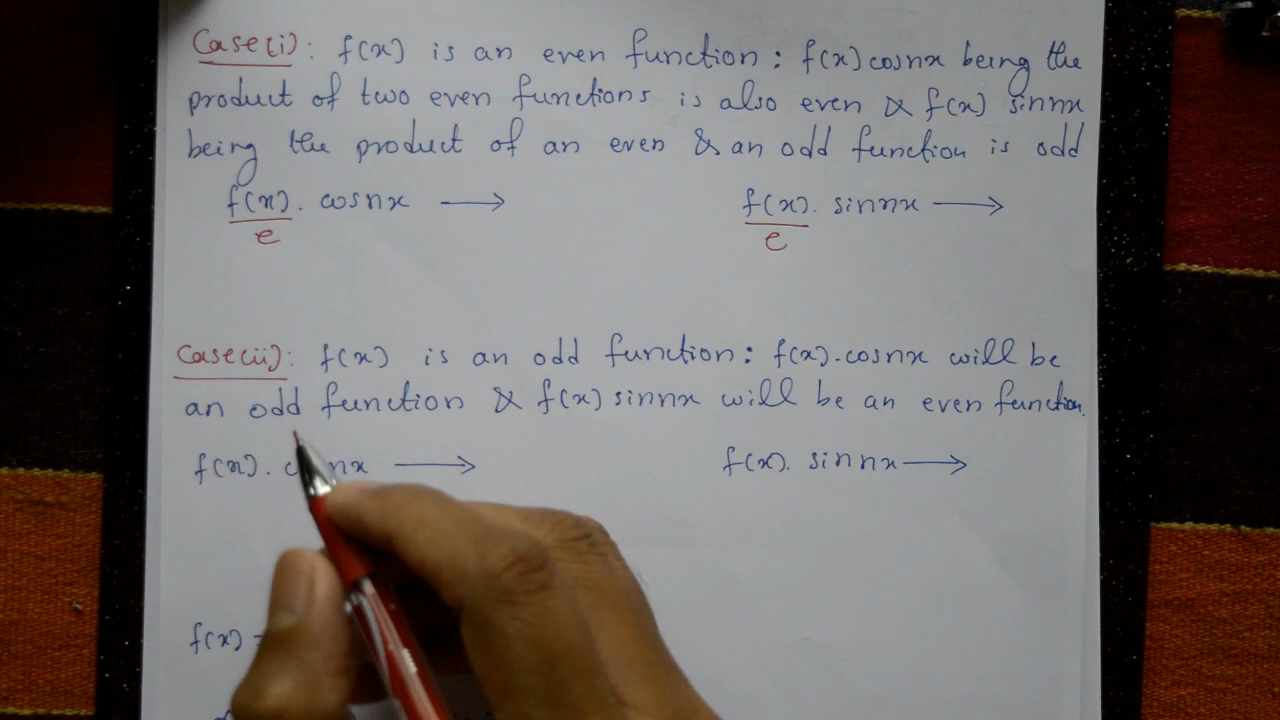 Case(i): f(x) is an even function: f(x) cosnx being the
product of two even functions is also even & f(x) sinnx
being the product of an even & an odd function is odd
f(x). cosnx → f(x). sinnx →
e e
Case(ii): f(x) is an odd function: f(x).cosnx will be
an odd function & f(x) sinnx will be an even function.
f(x). nx → f(x). sinnx →
f(x) =